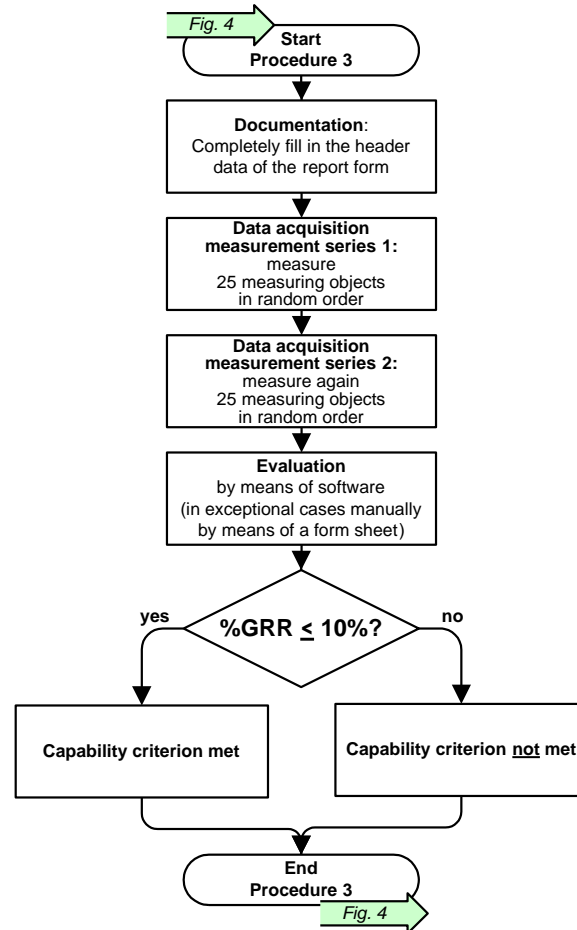 Fig. 4
Start
Procedure 3
Documentation:
Completely fill in the header
data of the report form
Data acquisition
measurement series 1:
measure
25 measuring objects
in random order
Data acquisition
measurement series 2:
measure again
25 measuring objects
in random order
Evaluation
by means of software
(in exceptional cases manually
by means of a form sheet)
%GRR ≤ 10%?
yes
no
Capability criterion met
Capability criterion not met
End
Procedure 3
Fig. 4